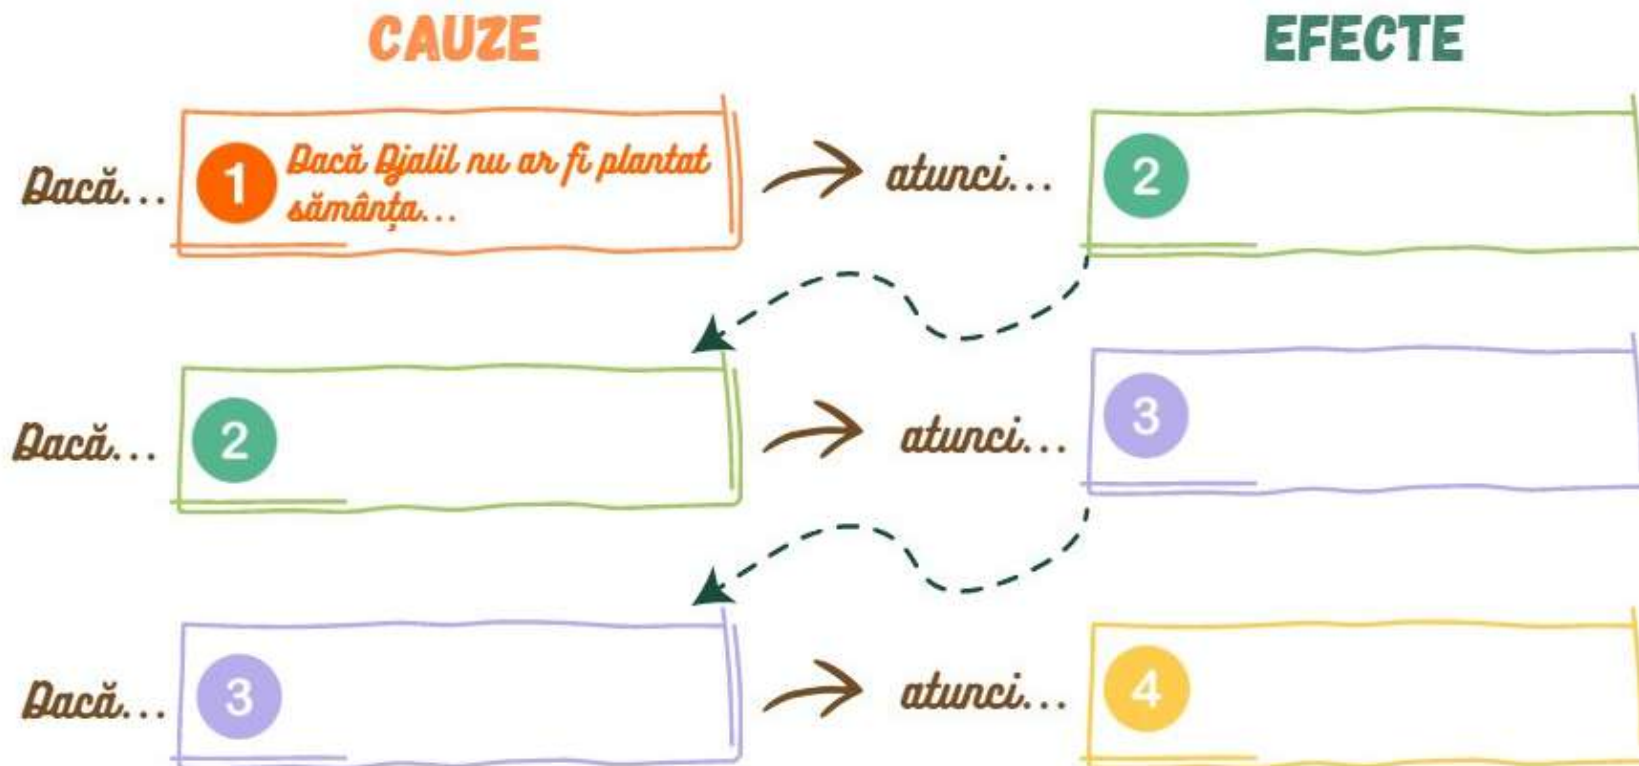 CAUZE
EFECTE
Dacă...
1 Dacă Djalil nu ar fi plantat
sămânța...
atunci...
2
Dacă...
2
atunci...
3
Dacă...
3
atunci...
4